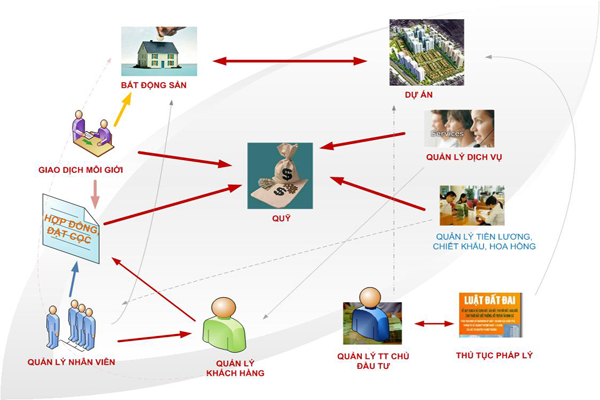 BẤT ĐỘNG SẢN
DỰ ÁN
Services
QUẢN LÝ DỊCH VỤ
GIAO DỊCH MÔI GIỚI
QUỸ
HỢP ĐỒNG
ĐẶT CỌC
QUẢN LÝ TIỀN LƯƠNG,
CHIẾT KHẤU, HOA HỒNG
LUẬT ĐẤT ĐAI
QUẢN LÝ NHÂN VIÊN
QUẢN LÝ
KHÁCH HÀNG
QUẢN LÝ TT CHỦ
ĐẦU TƯ
THỦ TỤC PHÁP LÝ